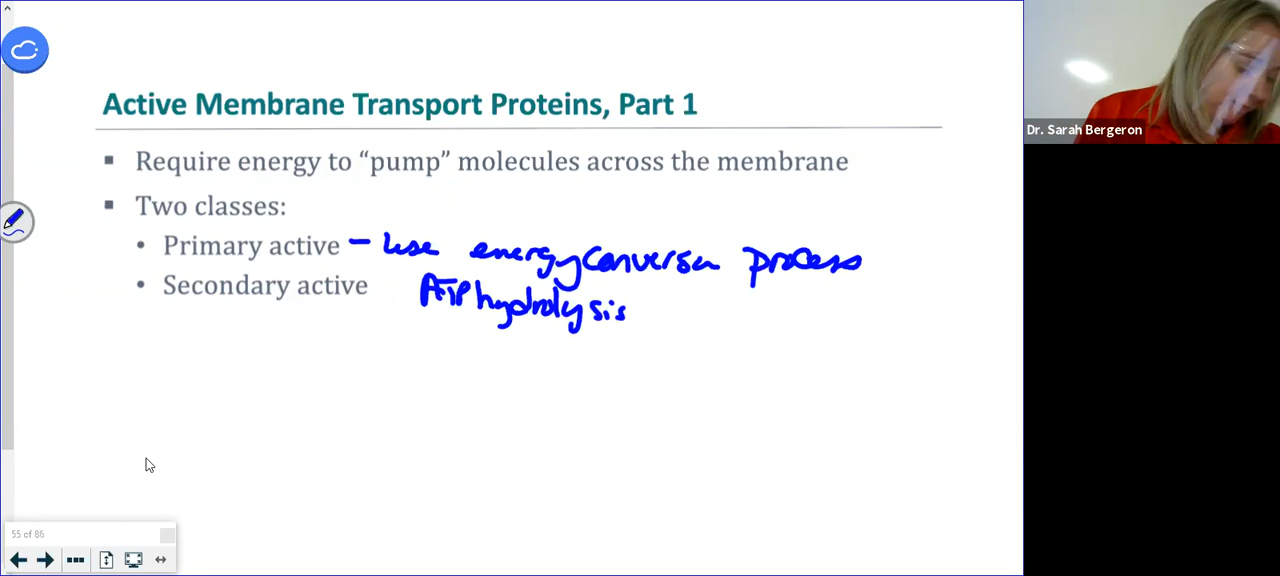 Active Membrane Transport Proteins, Part 1
Dr. Sarah Bergeron
▪ Require energy to “pump” molecules across the membrane
▪ Two classes:
• Primary active – use energy conversn process
• Secondary active ATP hydrolysis
55 of 86